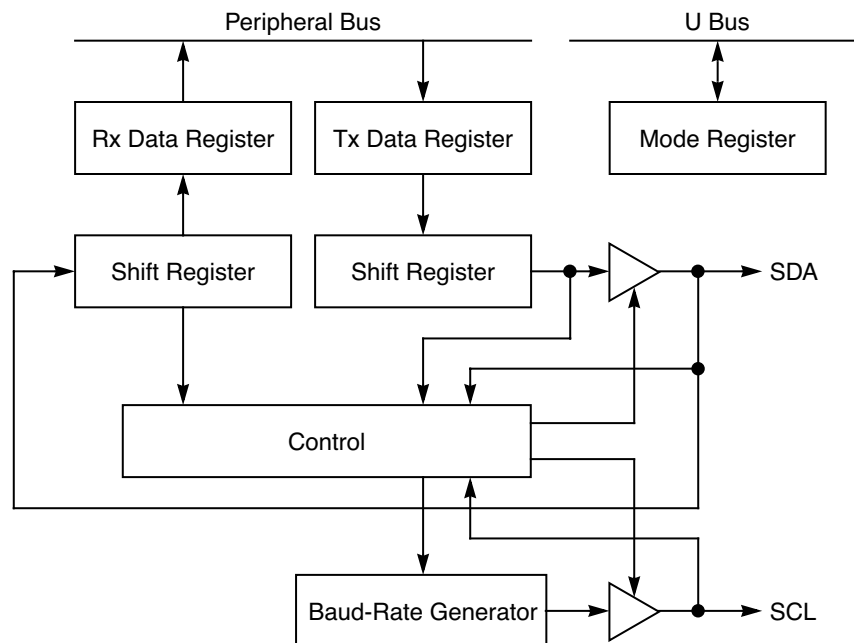 Peripheral Bus
U Bus
Rx Data Register
Tx Data Register
Mode Register
Shift Register
Shift Register
SDA
Control
Baud-Rate Generator
SCL